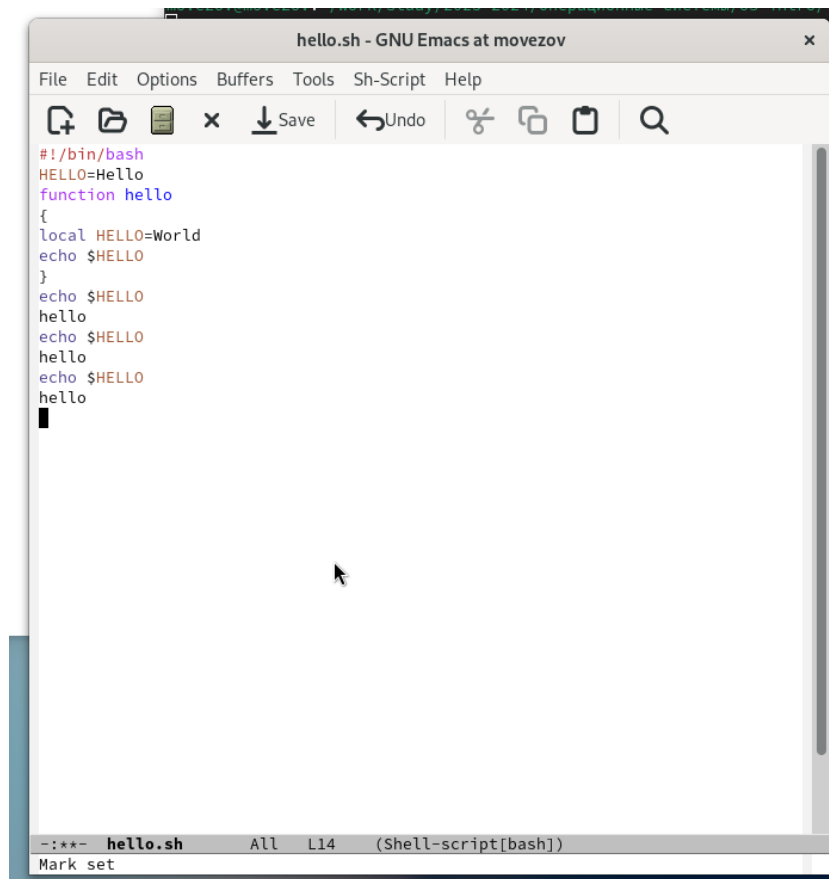 hello.sh - GNU Emacs at movezov
File Edit Options Buffers Tools Sh-Script Help
Save Undo
#!/bin/bash
HELLO=Hello
function hello
{
local HELLO=World
echo $HELLO
}
echo $HELLO
hello
echo $HELLO
hello
echo $HELLO
hello
-:**- hello.sh All L14 (Shell-script[bash])
Mark set